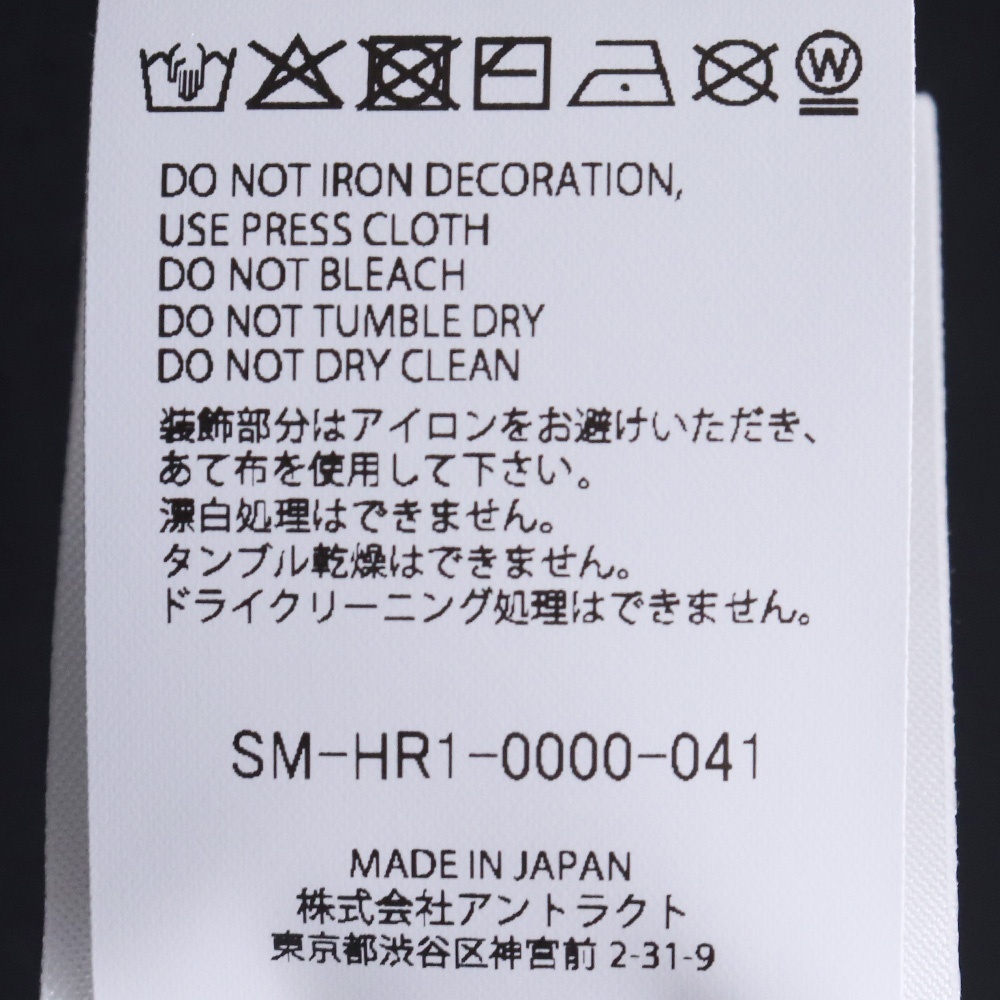 W
DO NOT IRON DECORATION,
USE PRESS CLOTH
DO NOT BLEACH
DO NOT TUMBLE DRY
DO NOT DRY CLEAN
装飾部分はアイロンをお避けいただき、
あて布を使用して下さい。
漂白処理はできません。
タンブル乾燥はできません。
ドライクリーニング処理はできません。
SM-HR1-0000-041
MADE IN JAPAN
株式会社アントラクト
東京都渋谷区神宮前 2-31-9